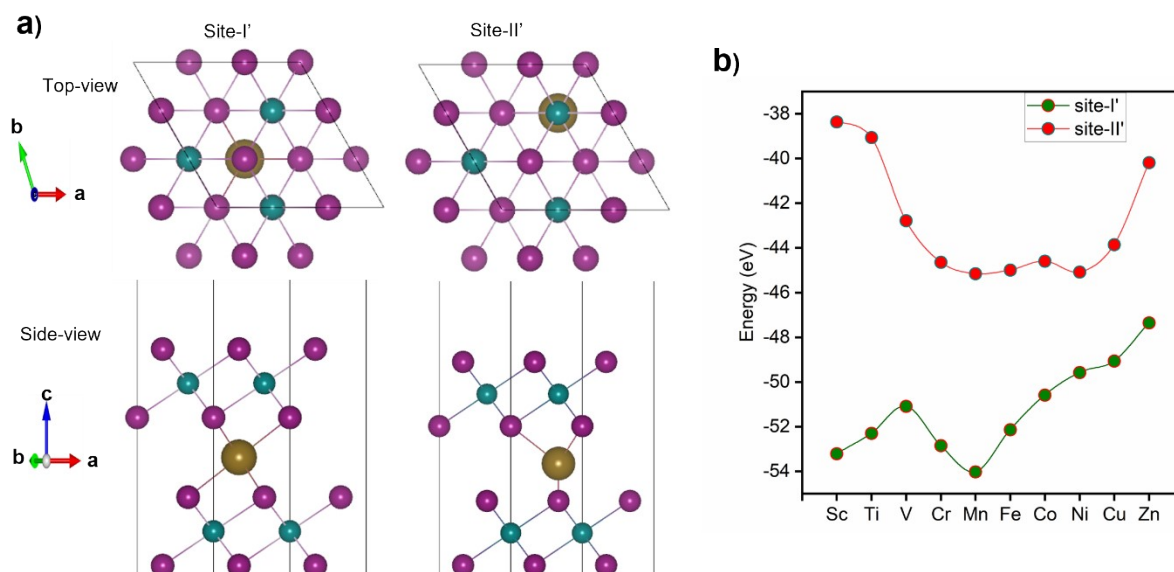 a)
Site-I'
Site-II'
Top-view
b
a
Side-view
c
b
a
b)
site-I'
site-II'
Energy (eV)
-38
-40
-42
-44
-46
-48
-50
-52
-54
Sc Ti V Cr Mn Fe Co Ni Cu Zn